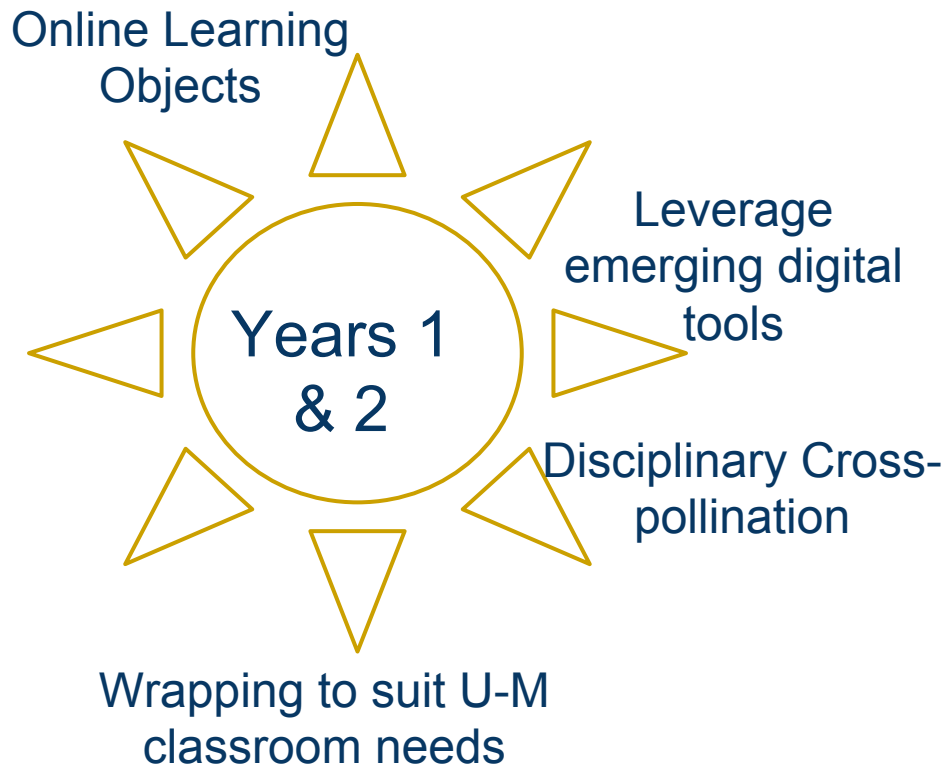 Online Learning
Objects
Leverage
emerging digital
tools
Years 1
& 2
Disciplinary Cross-
pollination
Wrapping to suit U-M
classroom needs